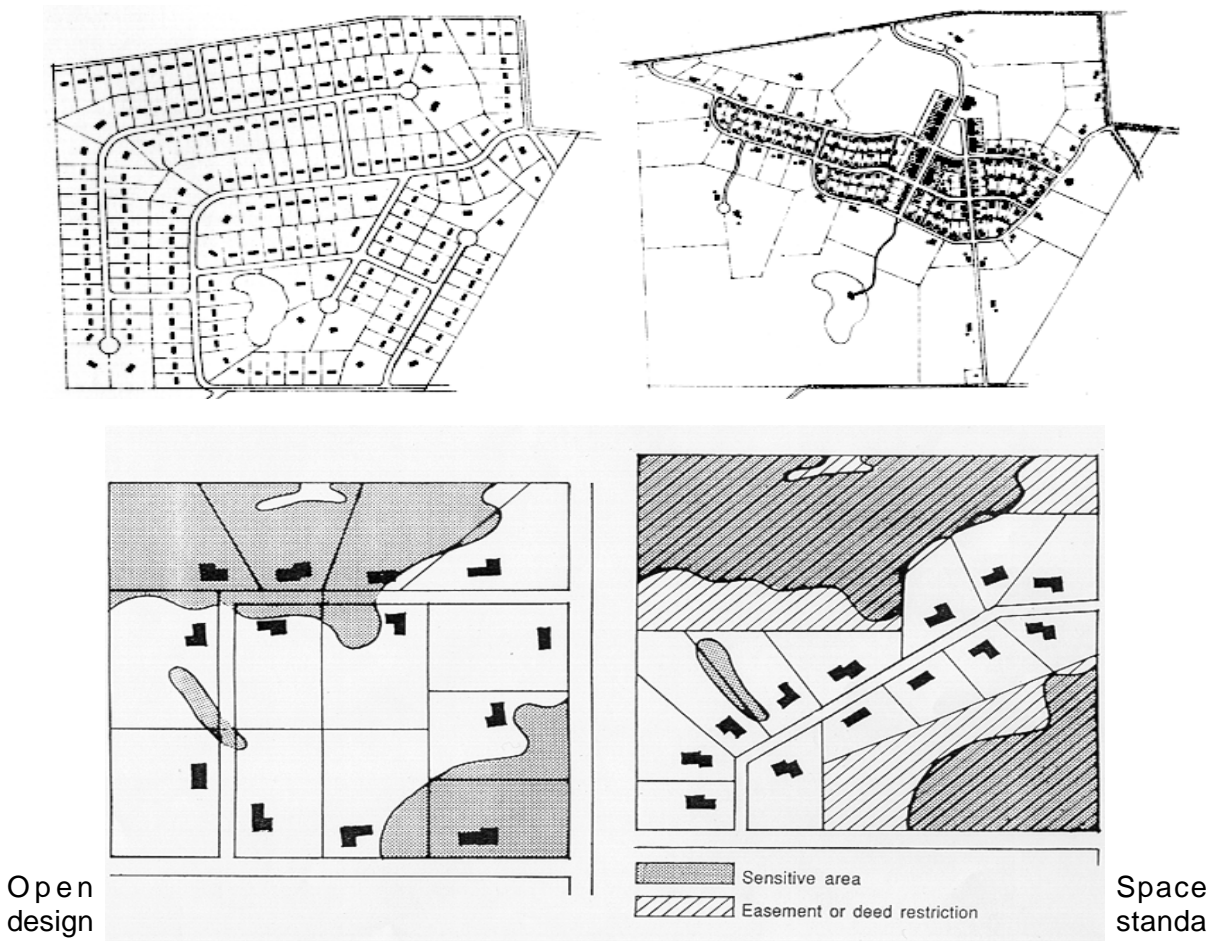 Sensitive area
Easement or deed restriction
Open
design
Space
standa